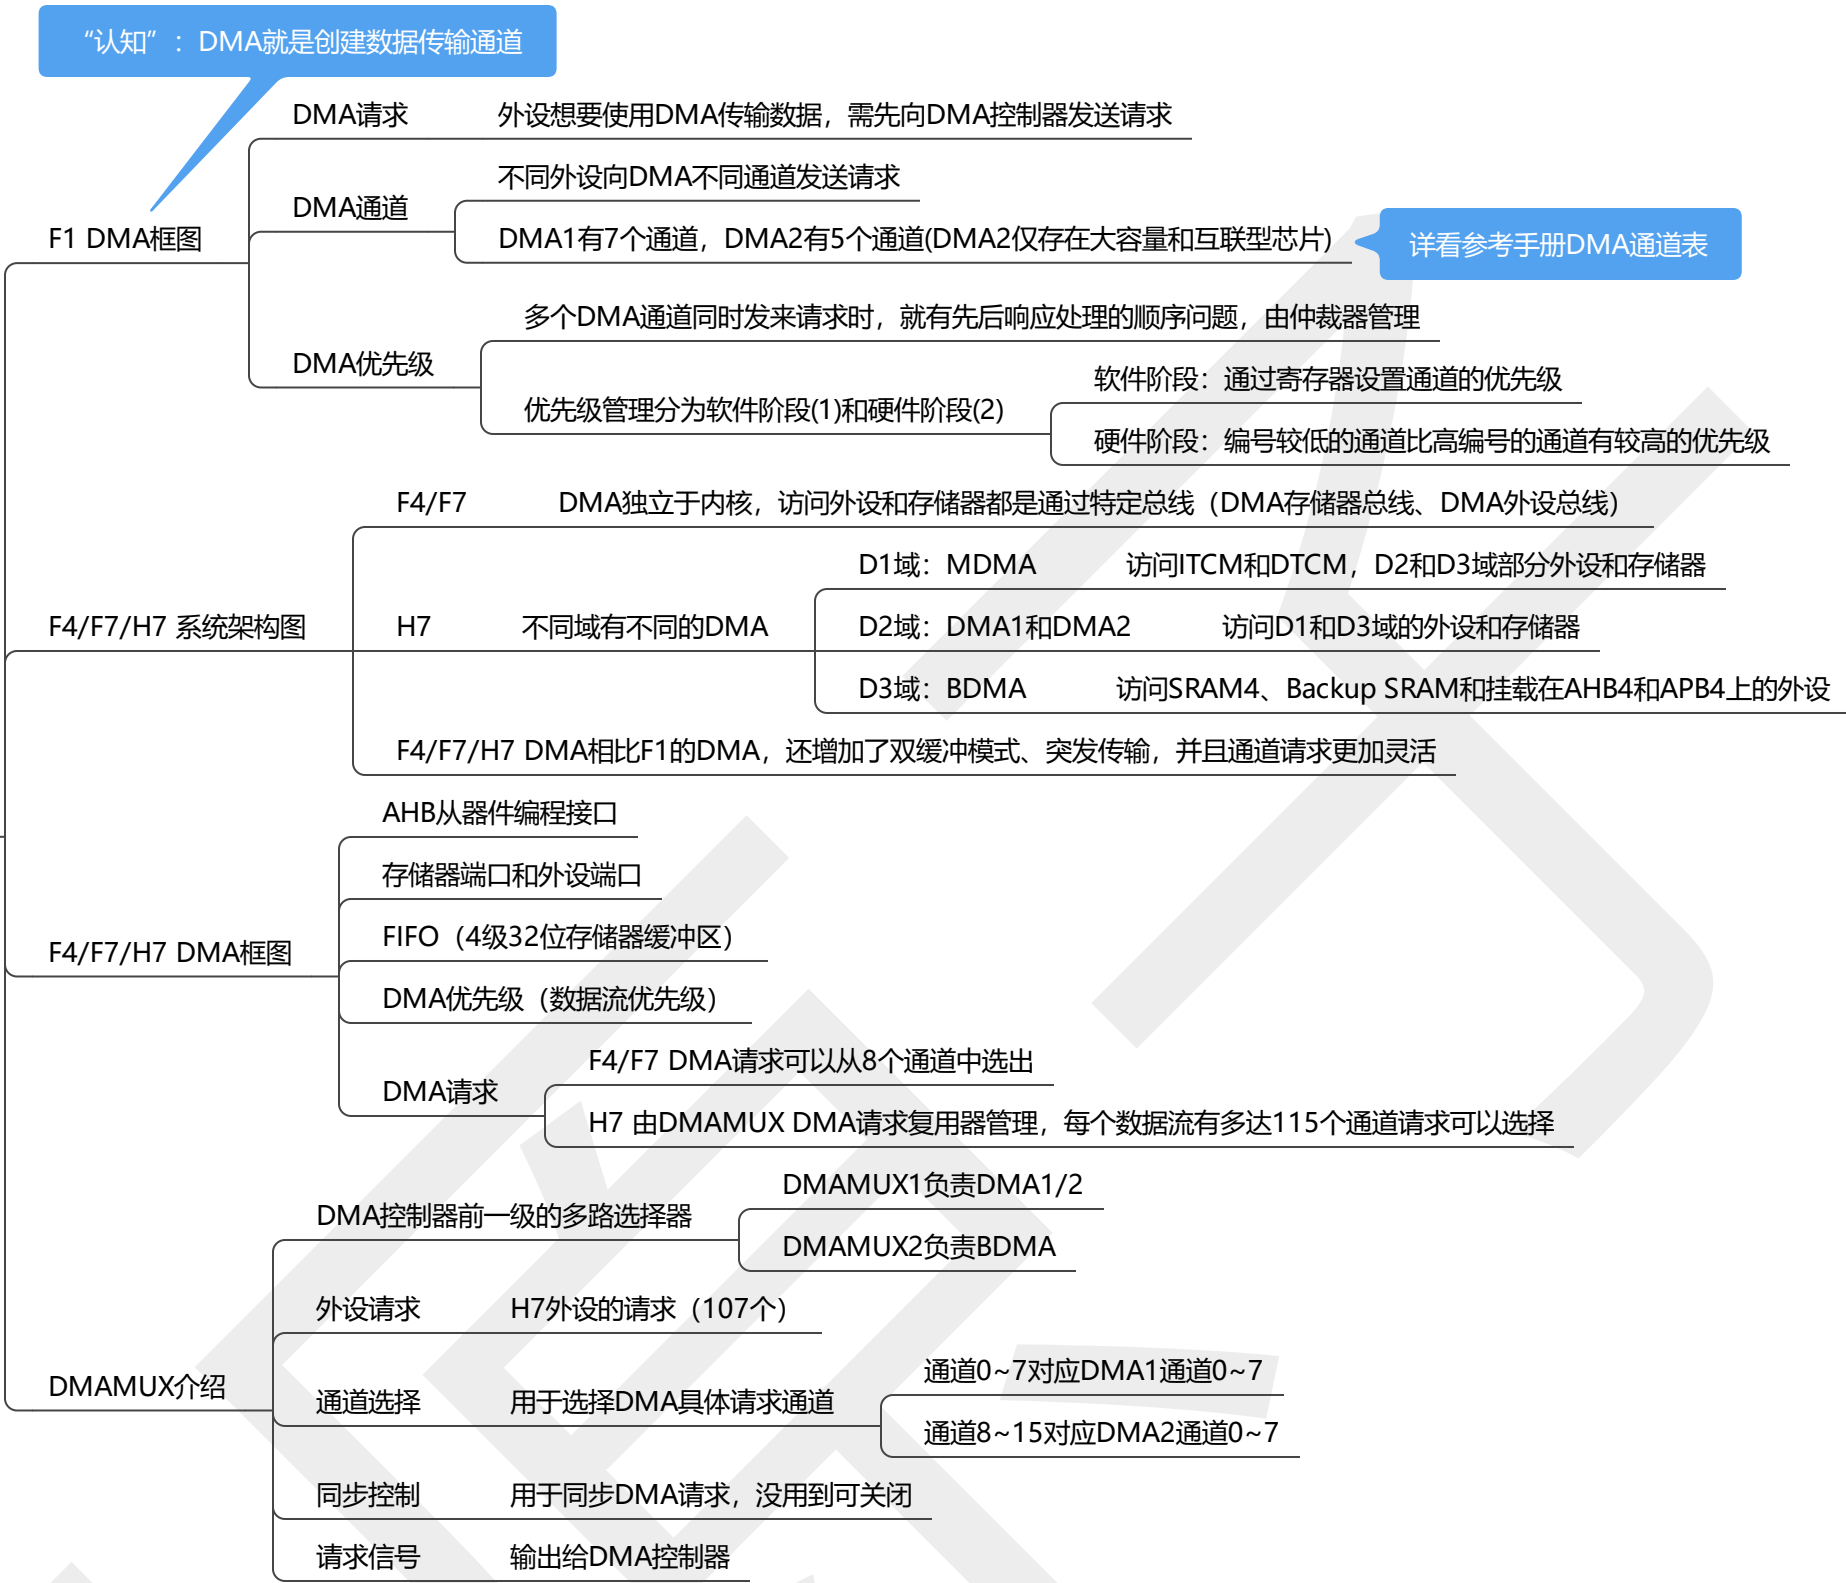 “认知”：DMA就是创建数据传输通道
F1 DMA框图
DMA请求
外设想要使用DMA传输数据，需先向DMA控制器发送请求
DMA通道
不同外设向DMA不同通道发送请求
DMA1有7个通道，DMA2有5个通道(DMA2仅存在大容量和互联型芯片)
详看参考手册DMA通道表
DMA优先级
多个DMA通道同时发来请求时，就有先后响应处理的顺序问题，由仲裁器管理
优先级管理分为软件阶段(1)和硬件阶段(2)
软件阶段：通过寄存器设置通道的优先级
硬件阶段：编号较低的通道比高编号的通道有较高的优先级
F4/F7/H7 系统架构图
F4/F7
DMA独立于内核，访问外设和存储器都是通过特定总线（DMA存储器总线、DMA外设总线）
H7
不同域有不同的DMA
D1域：MDMA
访问ITCM和DTCM，D2和D3域部分外设和存储器
D2域：DMA1和DMA2
访问D1和D3域的外设和存储器
D3域：BDMA
访问SRAM4、Backup SRAM和挂载在AHB4和APB4上的外设
F4/F7/H7 DMA相比F1的DMA，还增加了双缓冲模式、突发传输，并且通道请求更加灵活
F4/F7/H7 DMA框图
AHB从器件编程接口
存储器端口和外设端口
FIFO（4级32位存储器缓冲区）
DMA优先级（数据流优先级）
DMA请求
F4/F7 DMA请求可以从8个通道中选出
H7 由DMAMUX DMA请求复用器管理，每个数据流有多达115个通道请求可以选择
DMAMUX介绍
DMA控制器前一级的多路选择器
DMAMUX1负责DMA1/2
DMAMUX2负责BDMA
外设请求
H7外设的请求（107个）
通道选择
用于选择DMA具体请求通道
通道0~7对应DMA1通道0~7
通道8~15对应DMA2通道0~7
同步控制
用于同步DMA请求，没用到可关闭
请求信号
输出给DMA控制器